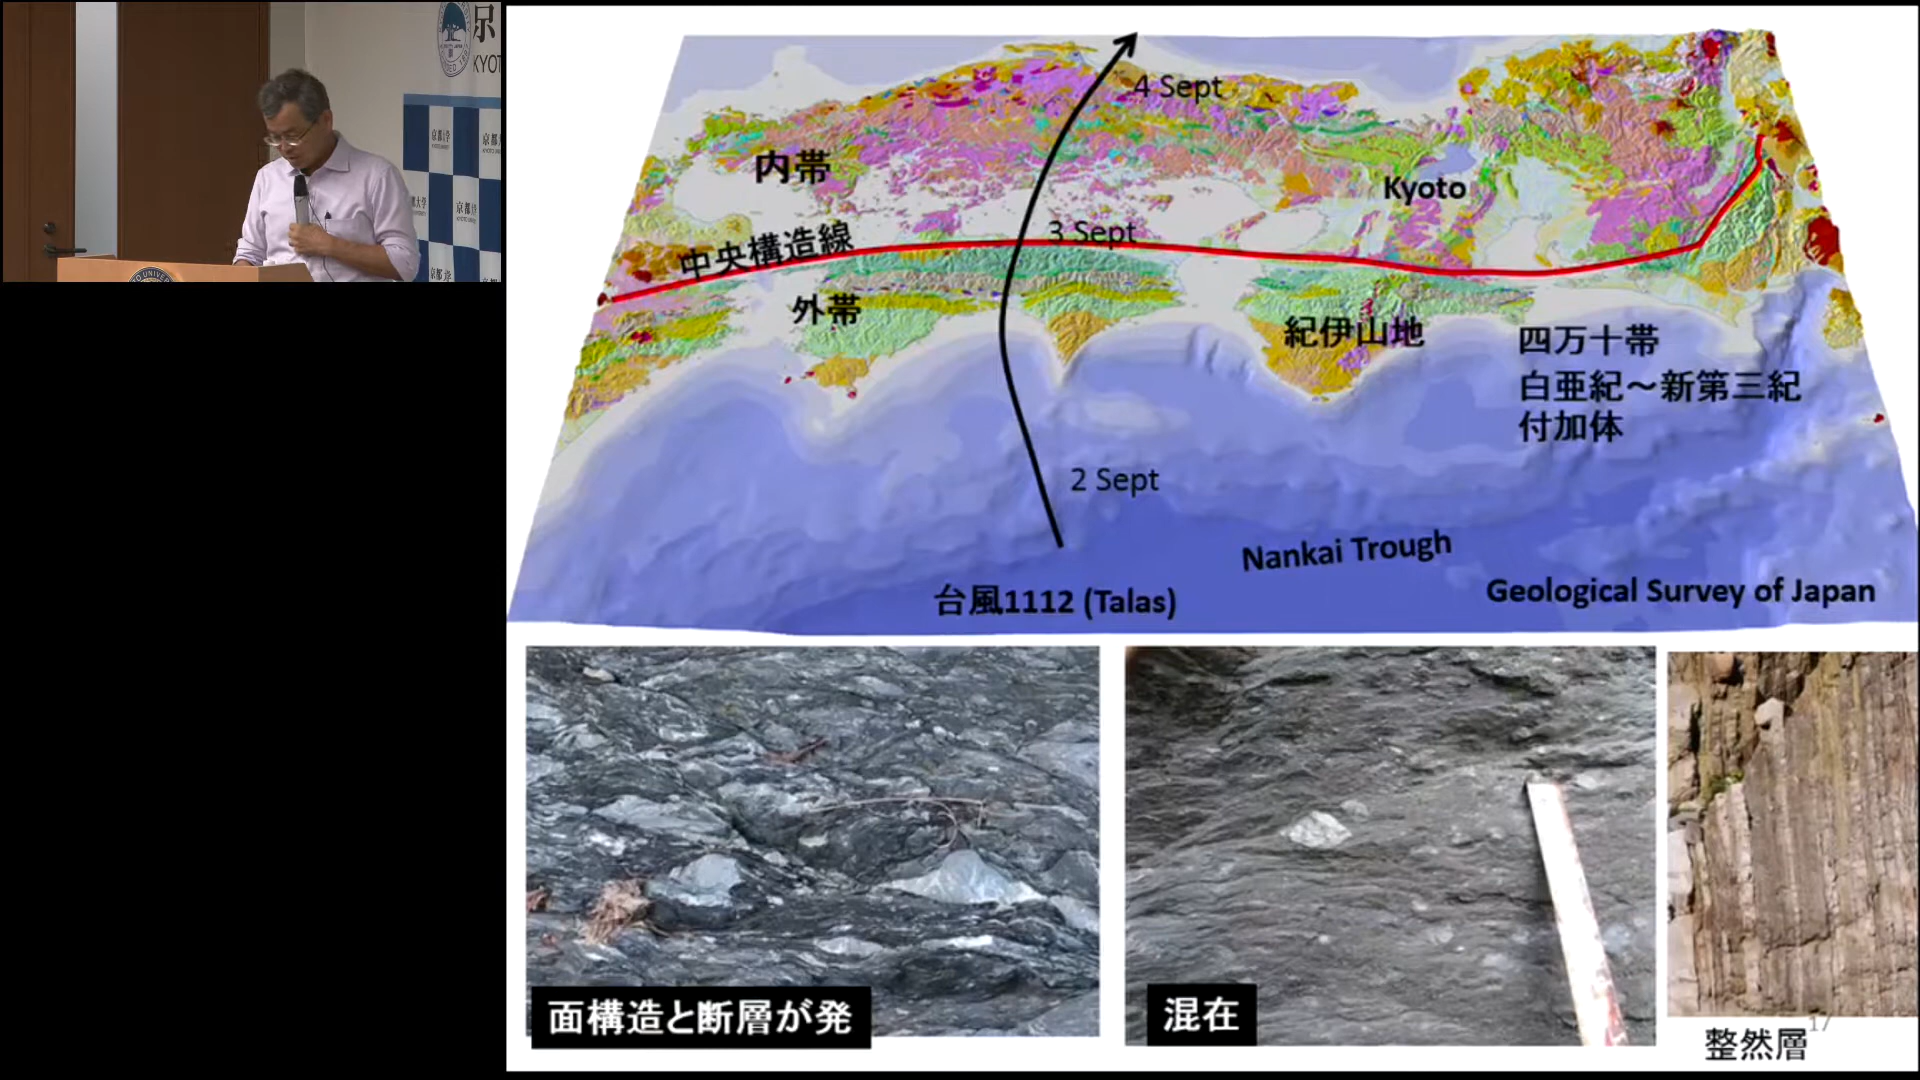 京
KYOT
4 Sept
内帯
Kyoto
3 Sept
中央構造線
外帯
紀伊山地
四万十帯
白亜紀～新第三紀
付加体
2 Sept
Nankai Trough
台風1112 (Talas)
Geological Survey of Japan
面構造と断層が発
混在
整然層
17